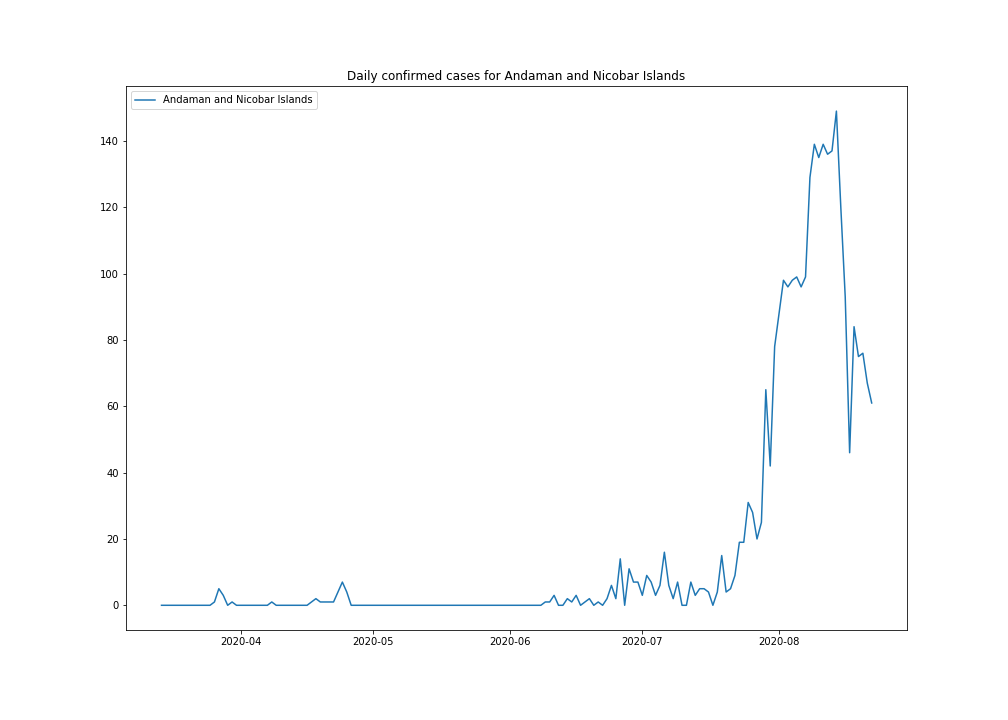 Daily confirmed cases for Andaman and Nicobar Islands
Andaman and Nicobar Islands
140
120
100
80
60
40
20
0
2020-04 2020-05 2020-06 2020-07 2020-08